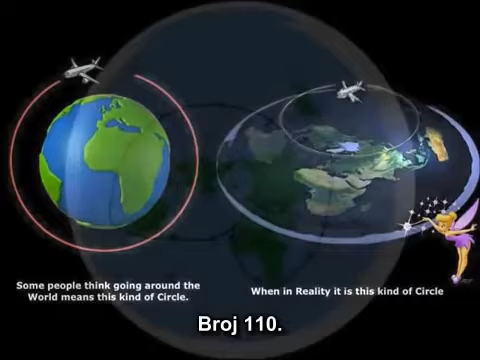 Some people think going around the
World means this kind of Circle.
When in Reality it is this kind of Circle
Broj 110.